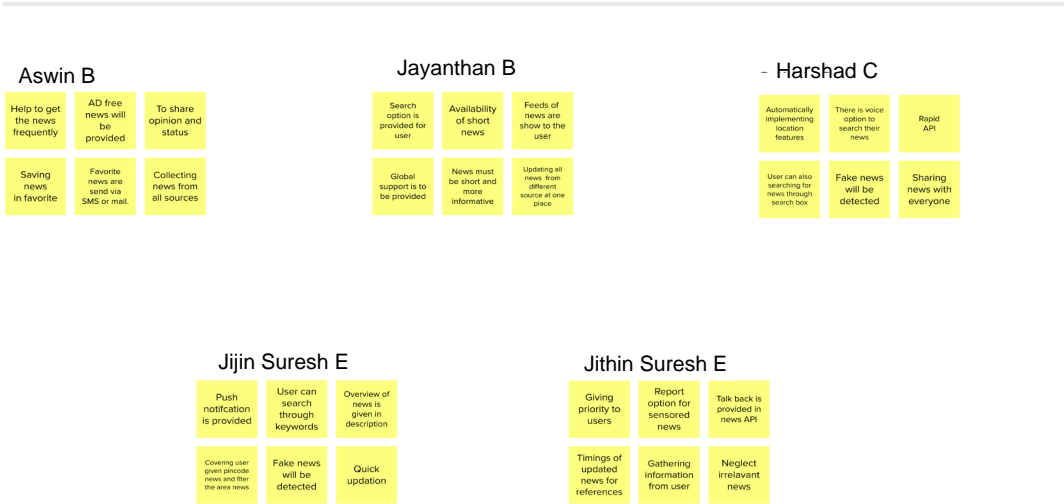 Aswin B
Help to get
the news
frequently
AD free
news will
be
provided
To share
opinion and
status
Saving
news
in favorite
Favorite
news are
send via
SMS or mail.
Collecting
news from
all sources
Jayanthan B
Search
option is
provided for
user
Availability
of short
news
Feeds of
news are
show to the
user
Global
support is to
be provided
News must
be short and
more
informative
Updating all
news from
different
source at one
place
- Harshad C
Automatically
implementing
location
features
There is voice
option to
search their
news
Rapid
API
User can also
searching for
news through
search box
Fake news
will be
detected
Sharing
news with
everyone
Jijin Suresh E
Push
notifcation
is provided
User can
search
through
keywords
Overview of
news is
given in
description
Covering user
given pincode
news and flter
the area news
Fake news
will be
detected
Quick
updation
Jithin Suresh E
Giving
priority to
users
Report
option for
sensored
news
Talk back is
provided in
news API
Timings of
updated
news for
references
Gathering
information
from user
Neglect
irrelavant
news